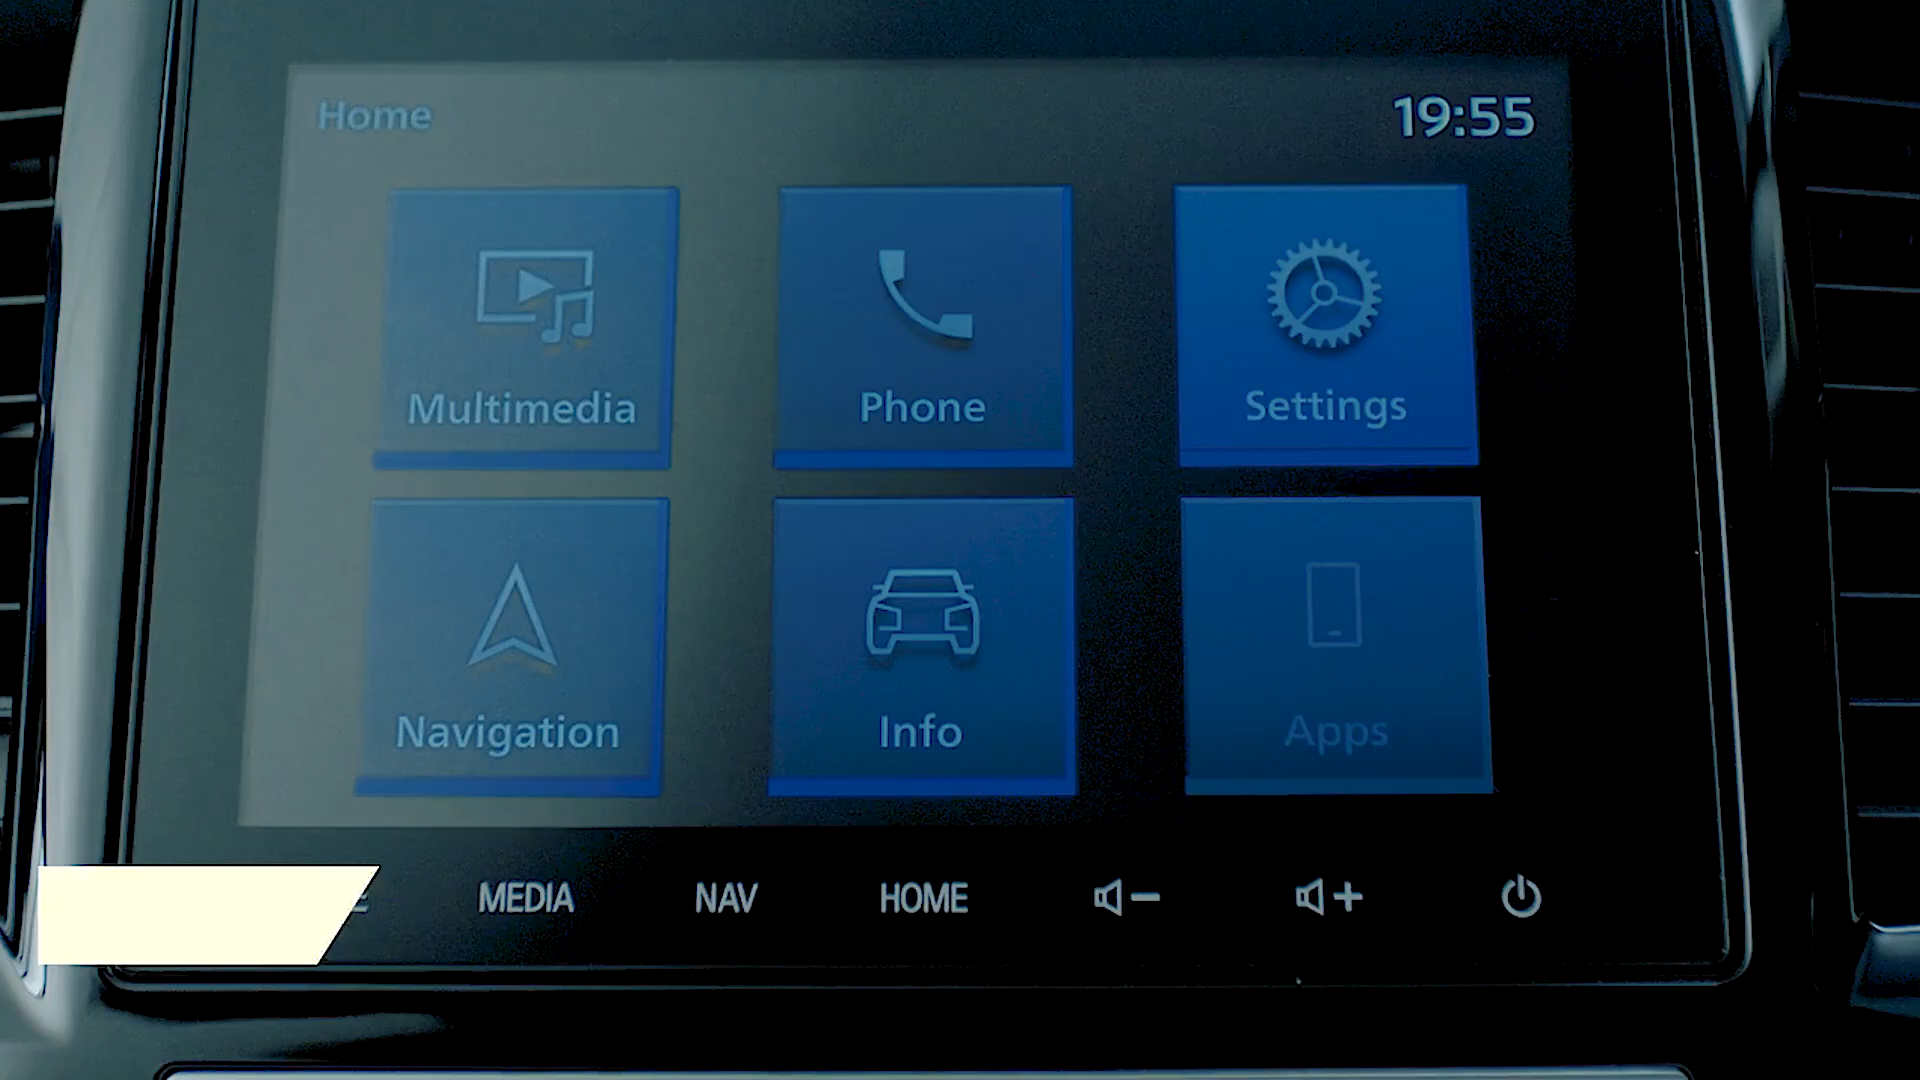 Home
19:55
Multimedia
Phone
Settings
Navigation
Info
Apps
MEDIA
NAV
HOME